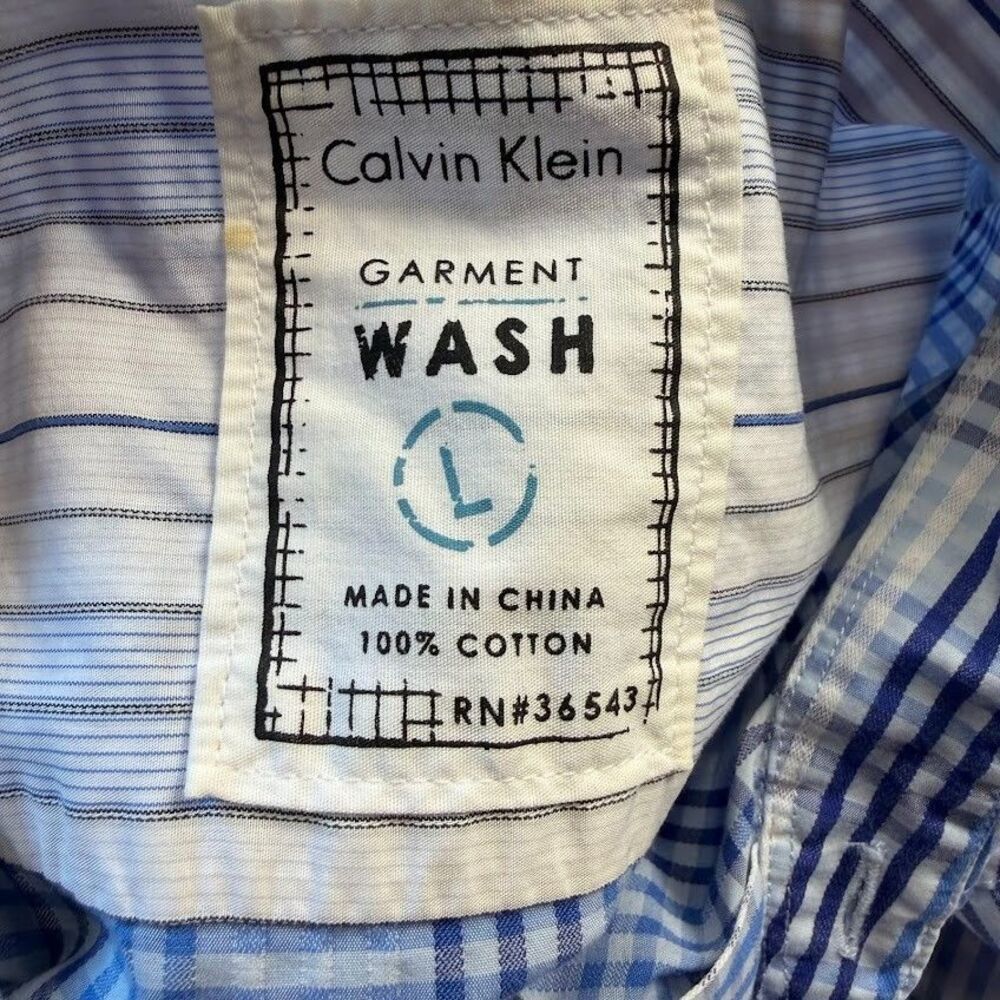 Calvin Klein
GARMENT
WASH
L
MADE IN CHINA
100% COTTON
RN#36543